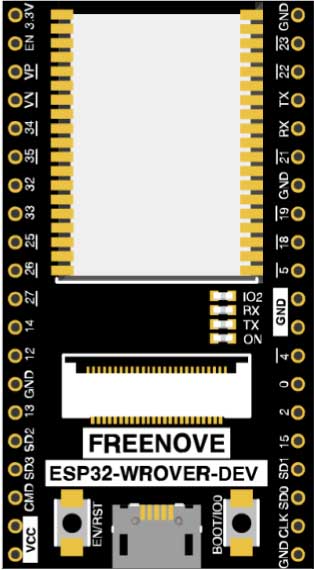 3.3V
EN
VP
VN
34
35
32
33
25
26
27
14
12
GND
13
SD2
SD3
CMD
VCC
GND
23
22
TX
RX
21
GND
19
18
5
GND
4
0
2
15
SD1
SD0
CLK
GND
IO2
RX
TX
ON
FREENOVE
ESP32-WROVER-DEV
EN/RST
BOOT/IO0